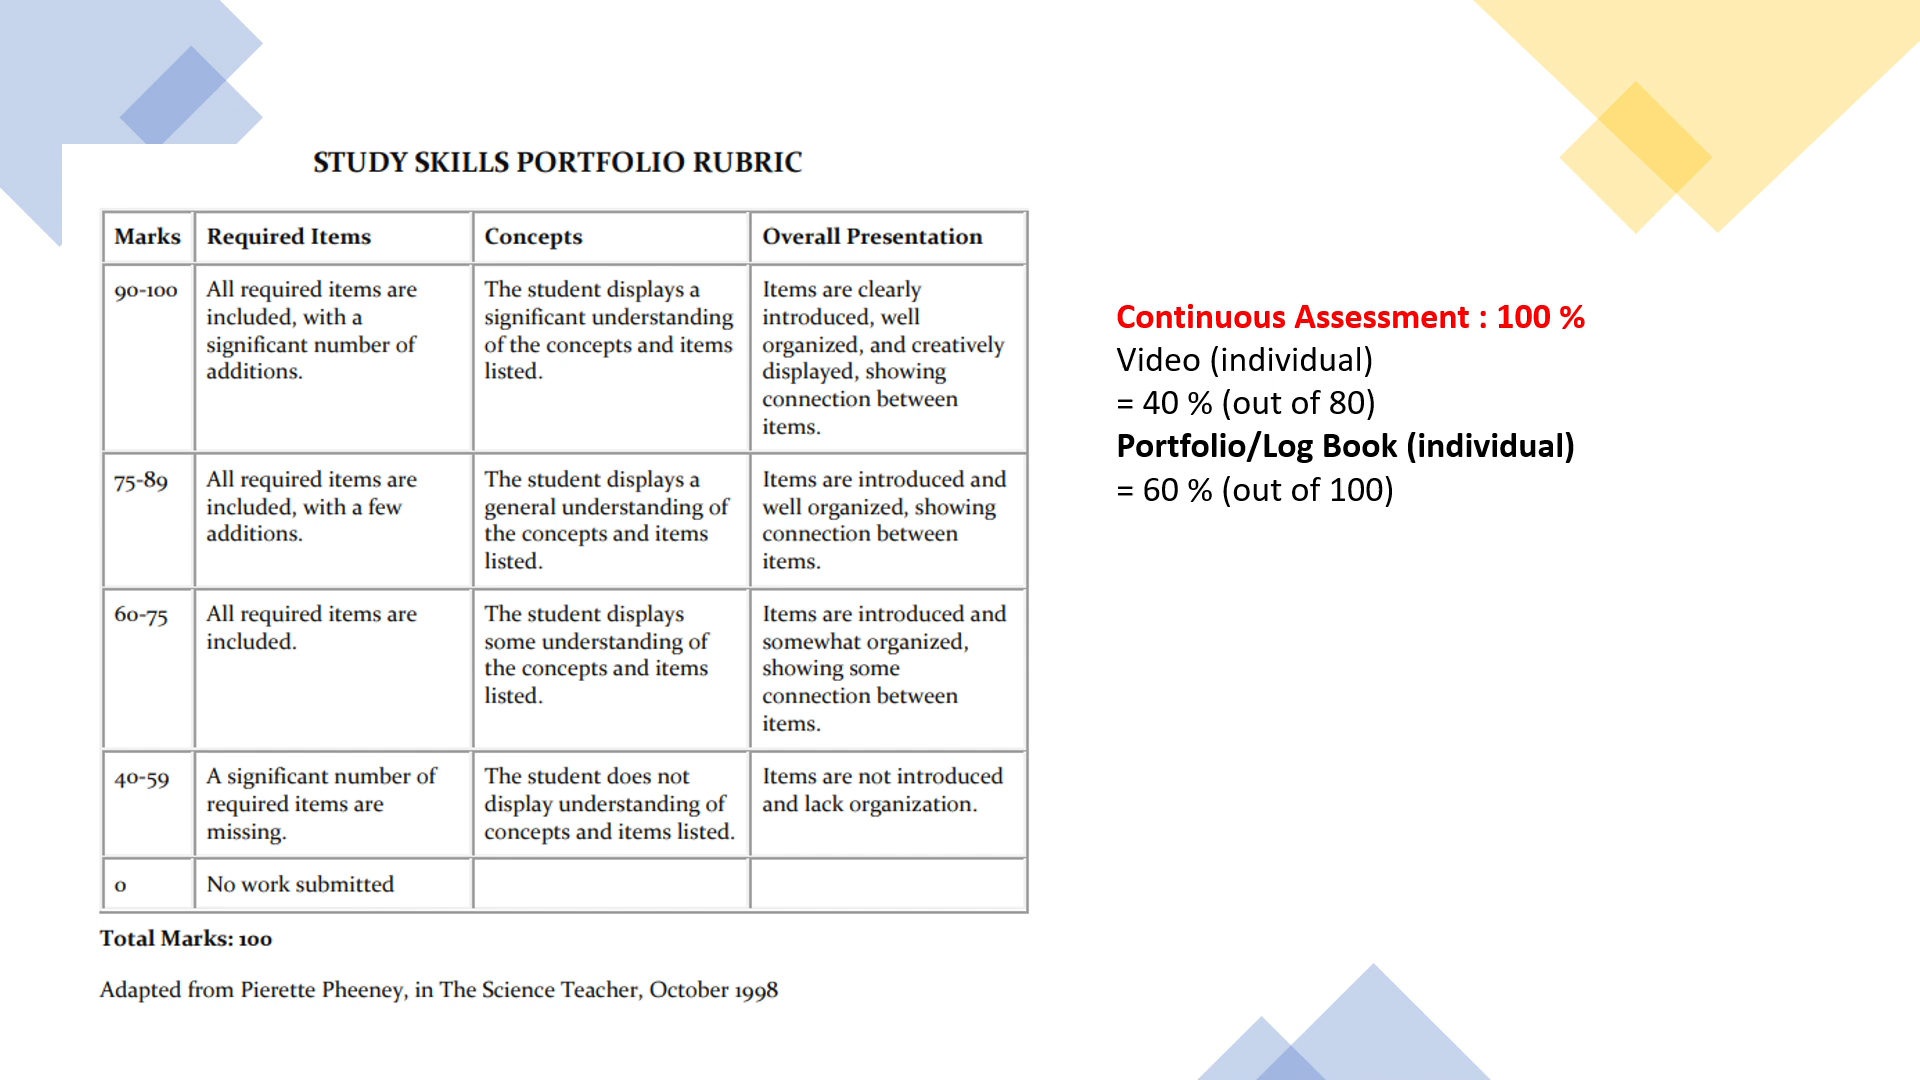 STUDY SKILLS PORTFOLIO RUBRIC
Marks
Required Items
Concepts
Overall Presentation
90-100
All required items are
included, with a
significant number of
additions.
The student displays a
significant understanding
of the concepts and items
listed.
Items are clearly
introduced, well
organized, and creatively
displayed, showing
connection between
items.
75-89
All required items are
included, with a few
additions.
The student displays a
general understanding of
the concepts and items
listed.
Items are introduced and
well organized, showing
connection between
items.
60-75
All required items are
included.
The student displays
some understanding of
the concepts and items
listed.
Items are introduced and
somewhat organized,
showing some
connection between
items.
40-59
A significant number of
required items are
missing.
The student does not
display understanding of
concepts and items listed.
Items are not introduced
and lack organization.
0
No work submitted
Total Marks: 100
Adapted from Pierette Pheeney, in The Science Teacher, October 1998
Continuous Assessment : 100 %
Video (individual)
= 40 % (out of 80)
Portfolio/Log Book (individual)
= 60 % (out of 100)